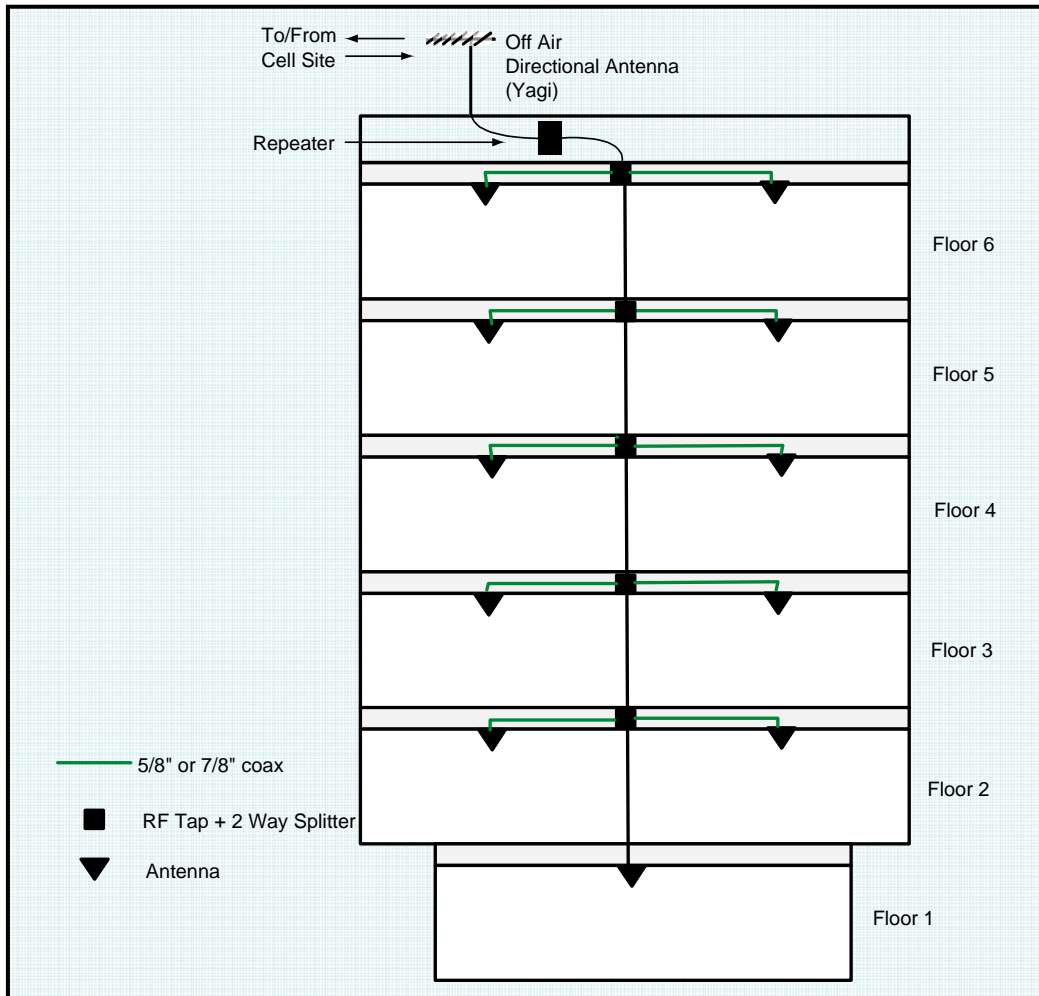 To/From
Cell Site
Off Air
Directional Antenna
(Yagi)
Repeater
Floor 6
Floor 5
Floor 4
Floor 3
Floor 2
Floor 1
5/8" or 7/8" coax
RF Tap + 2 Way Splitter
Antenna